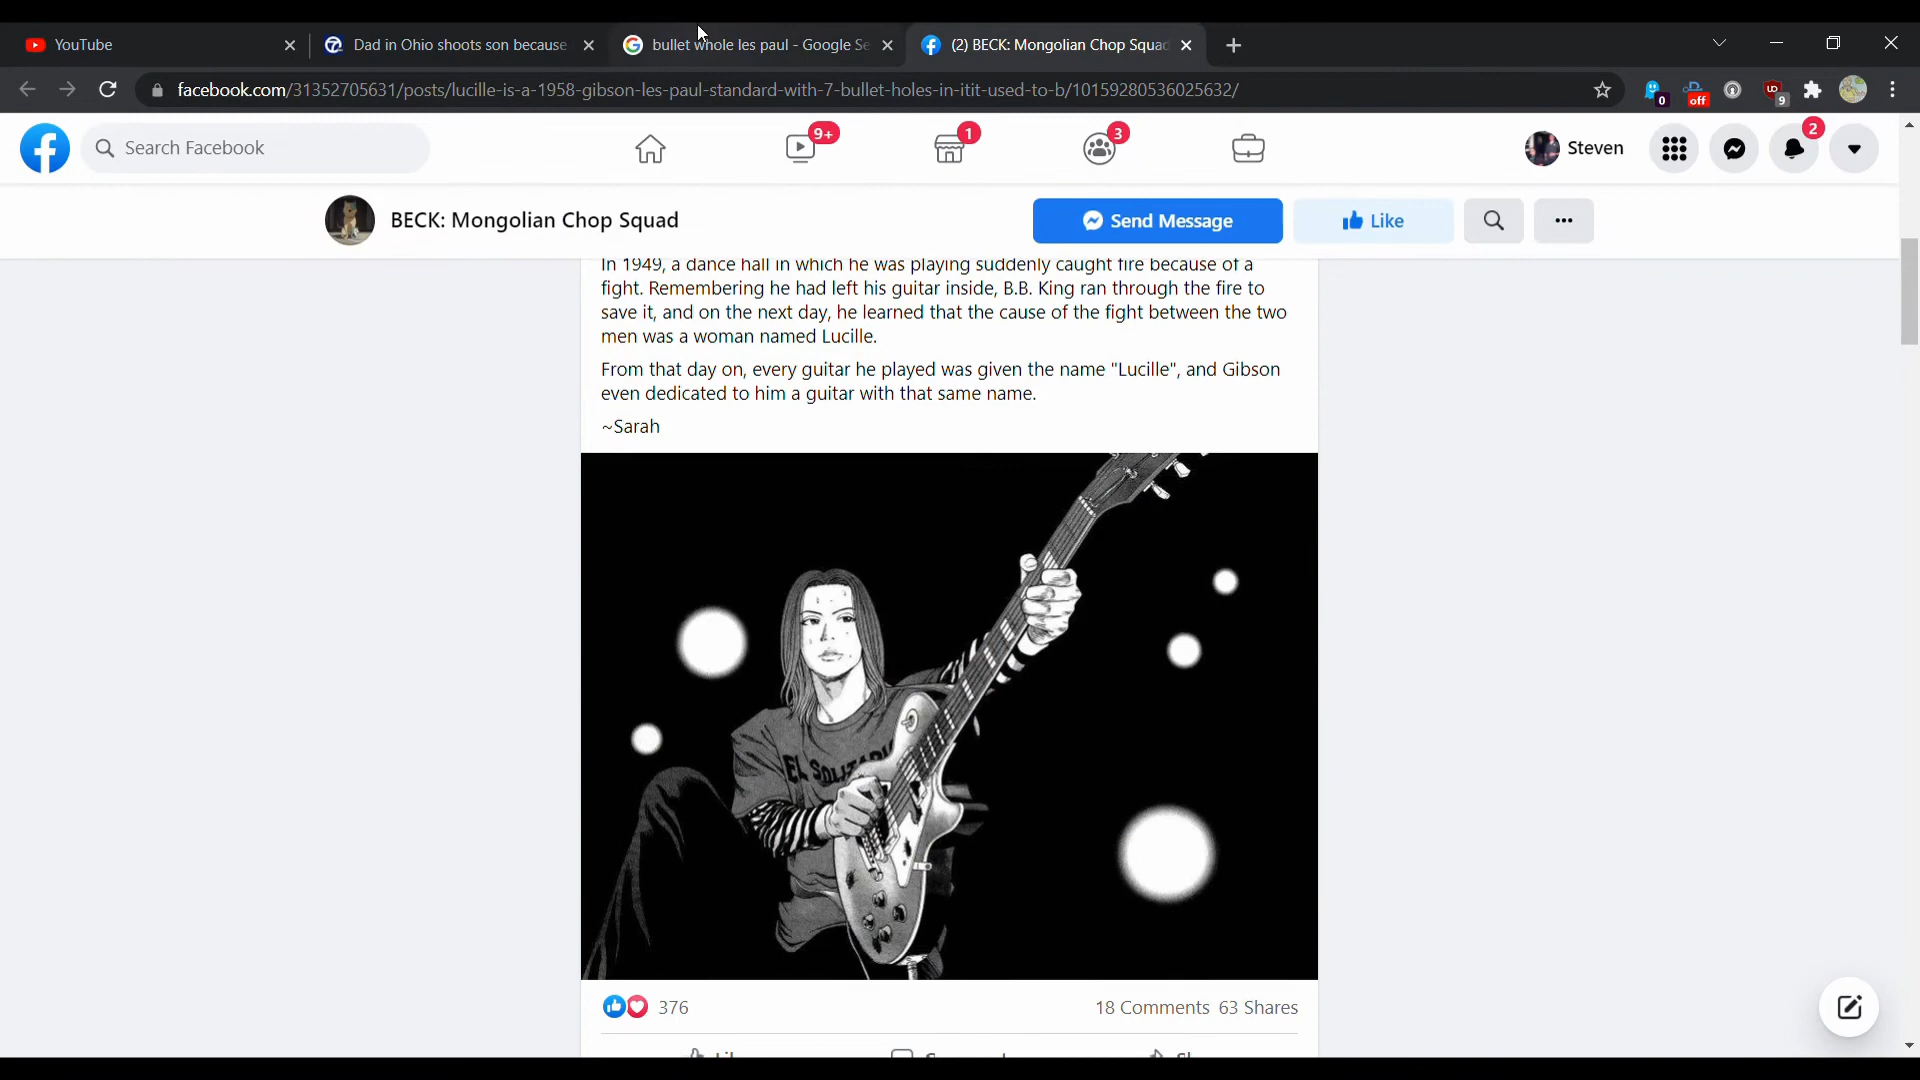 YouTube
Dad in Ohio shoots son because
bullet whole les paul - Google Se
(2) BECK: Mongolian Chop Squad
facebook.com/31352705631/posts/lucille-is-a-1958-gibson-les-paul-standard-with-7-bullet-holes-in-itit-used-to-b/10159280536025632/
0
off
9
Search Facebook
9+
1
3
Steven
2
BECK: Mongolian Chop Squad
Send Message
Like
In 1949, a dance hall in which he was playing suddenly caught fire because of a
fight. Remembering he had left his guitar inside, B.B. King ran through the fire to
save it, and on the next day, he learned that the cause of the fight between the two
men was a woman named Lucille.
From that day on, every guitar he played was given the name "Lucille", and Gibson
even dedicated to him a guitar with that same name.
~Sarah
376
18 Comments 63 Shares